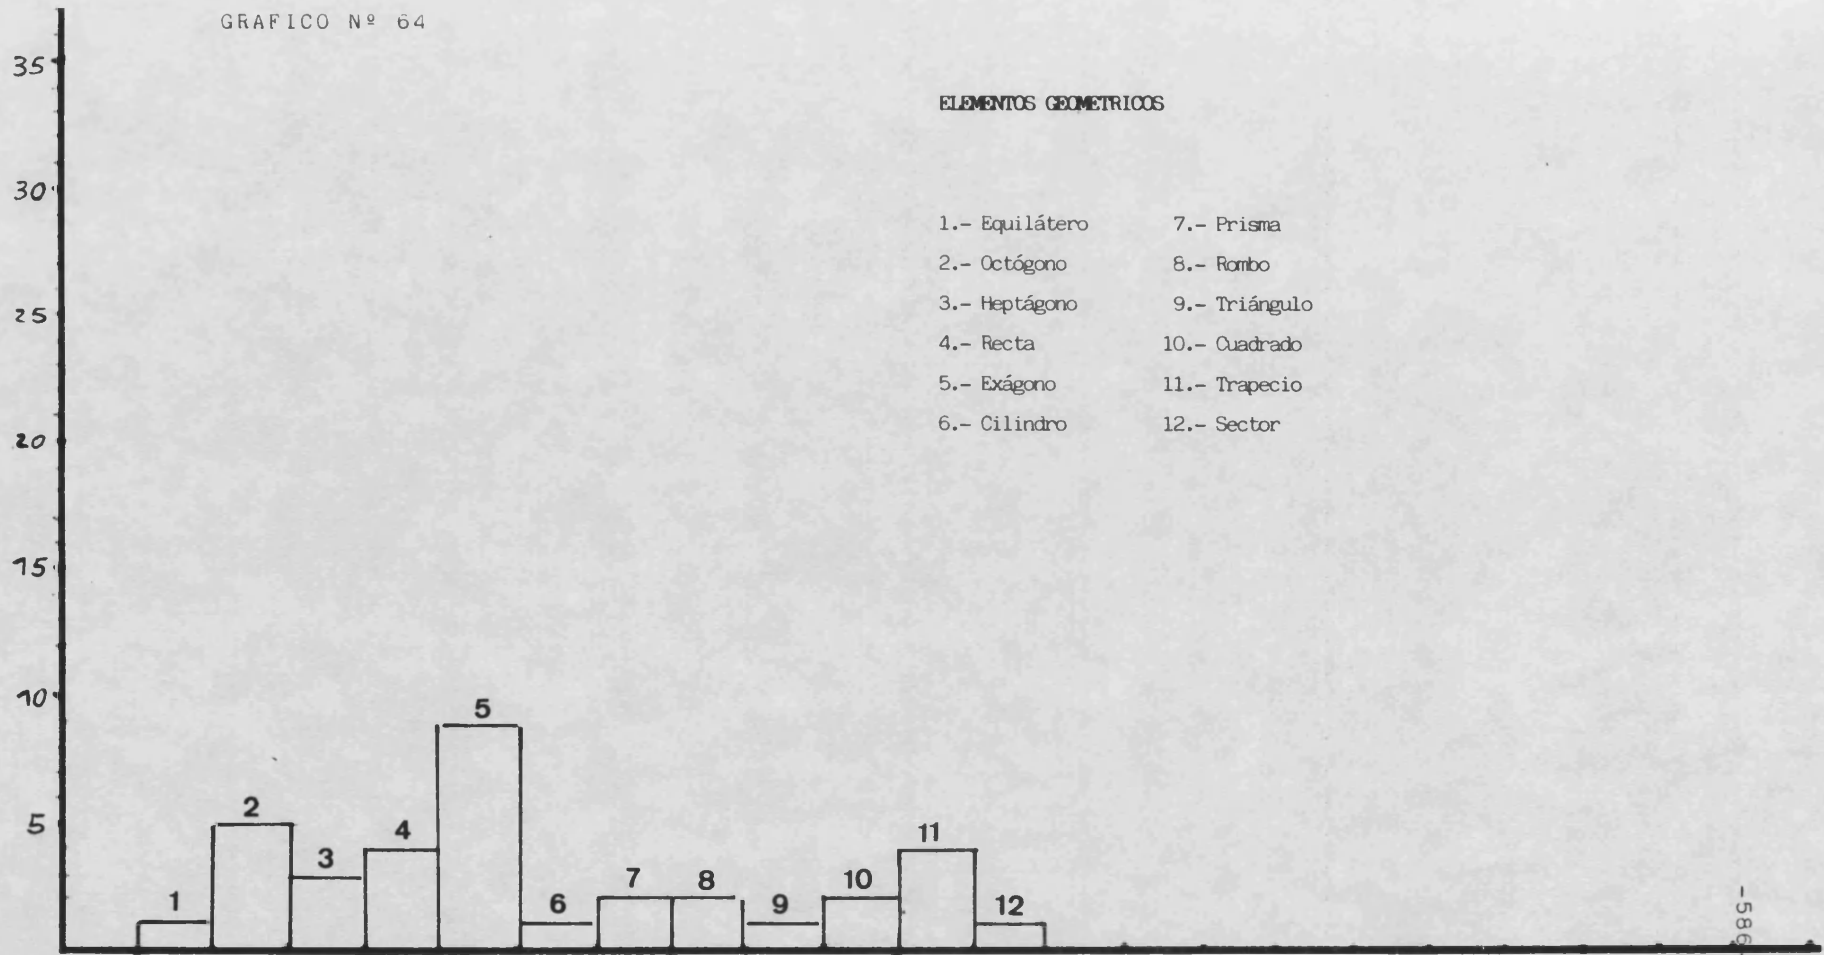 GRAFICO Nº 64
ELEMENTOS GEOMETRICOS
1.- Equilátero
2.- Octógono
3.- Heptágono
4.- Recta
5.- Exágono
6.- Cilindro
7.- Prisma
8.- Rombo
9.- Triángulo
10.- Cuadrado
11.- Trapecio
12.- Sector
35
30
25
20
15
10
5
1
2
3
4
5
6
7
8
9
10
11
12
-586